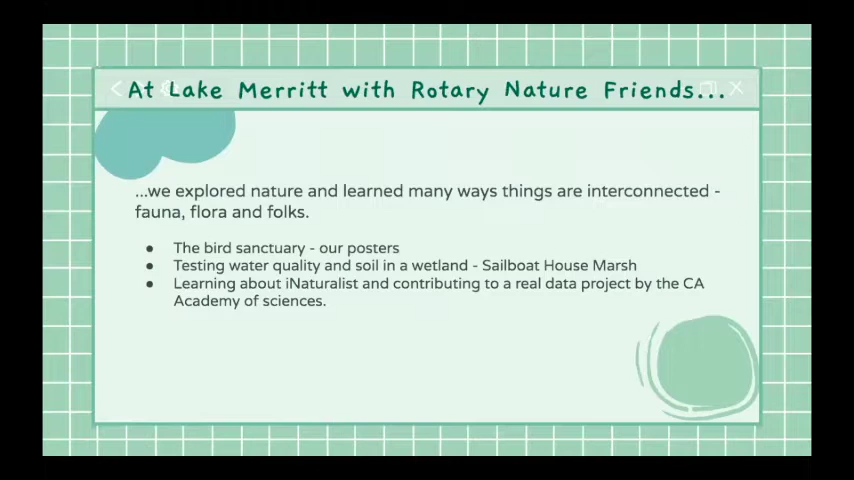 At Lake Merritt with Rotary Nature Friends...
...we explored nature and learned many ways things are interconnected -
fauna, flora and folks.
● The bird sanctuary - our posters
● Testing water quality and soil in a wetland - Sailboat House Marsh
● Learning about iNaturalist and contributing to a real data project by the CA
Academy of sciences.